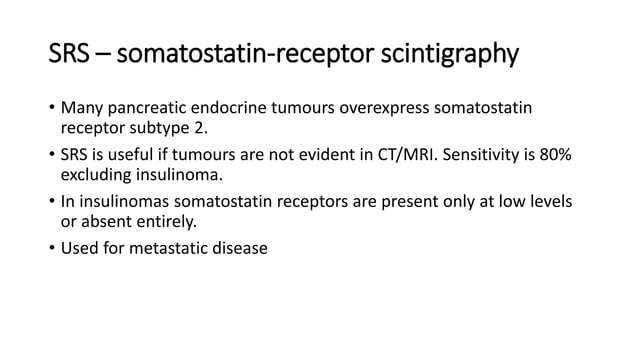 SRS – somatostatin-receptor scintigraphy
• Many pancreatic endocrine tumours overexpress somatostatin
receptor subtype 2.
• SRS is useful if tumours are not evident in CT/MRI. Sensitivity is 80%
excluding insulinoma.
• In insulinomas somatostatin receptors are present only at low levels
or absent entirely.
• Used for metastatic disease